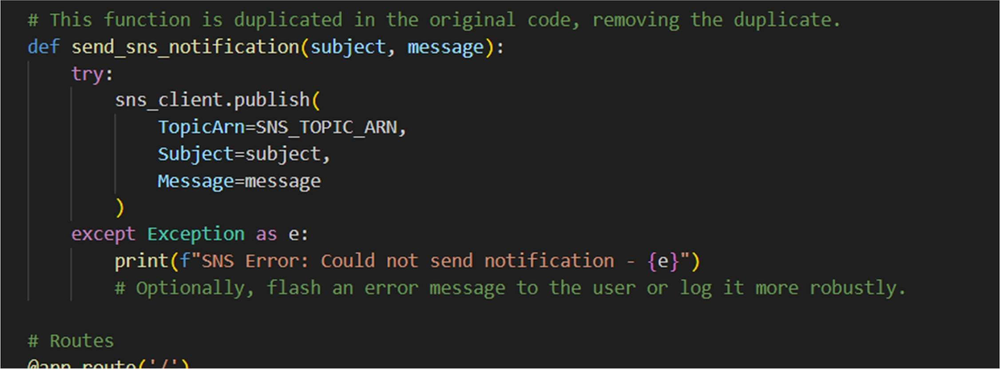 # This function is duplicated in the original code, removing the duplicate.
def send_sns_notification(subject, message):
    try:
        sns_client.publish(
            TopicArn=SNS_TOPIC_ARN,
            Subject=subject,
            Message=message
        )
    except Exception as e:
        print(f"SNS Error: Could not send notification - {e}")
        # Optionally, flash an error message to the user or log it more robustly.
# Routes
@app.route('/')